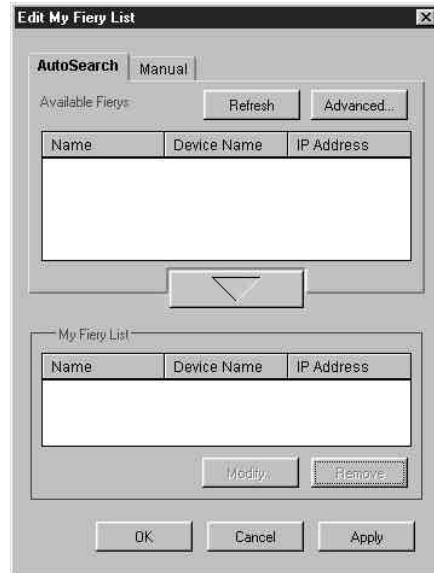 Edit My Fiery List
AutoSearch Manual
Available Fierys Refresh Advanced...
Name Device Name IP Address
My Fiery List
Name Device Name IP Address
Modify.. Remove
OK Cancel Apply